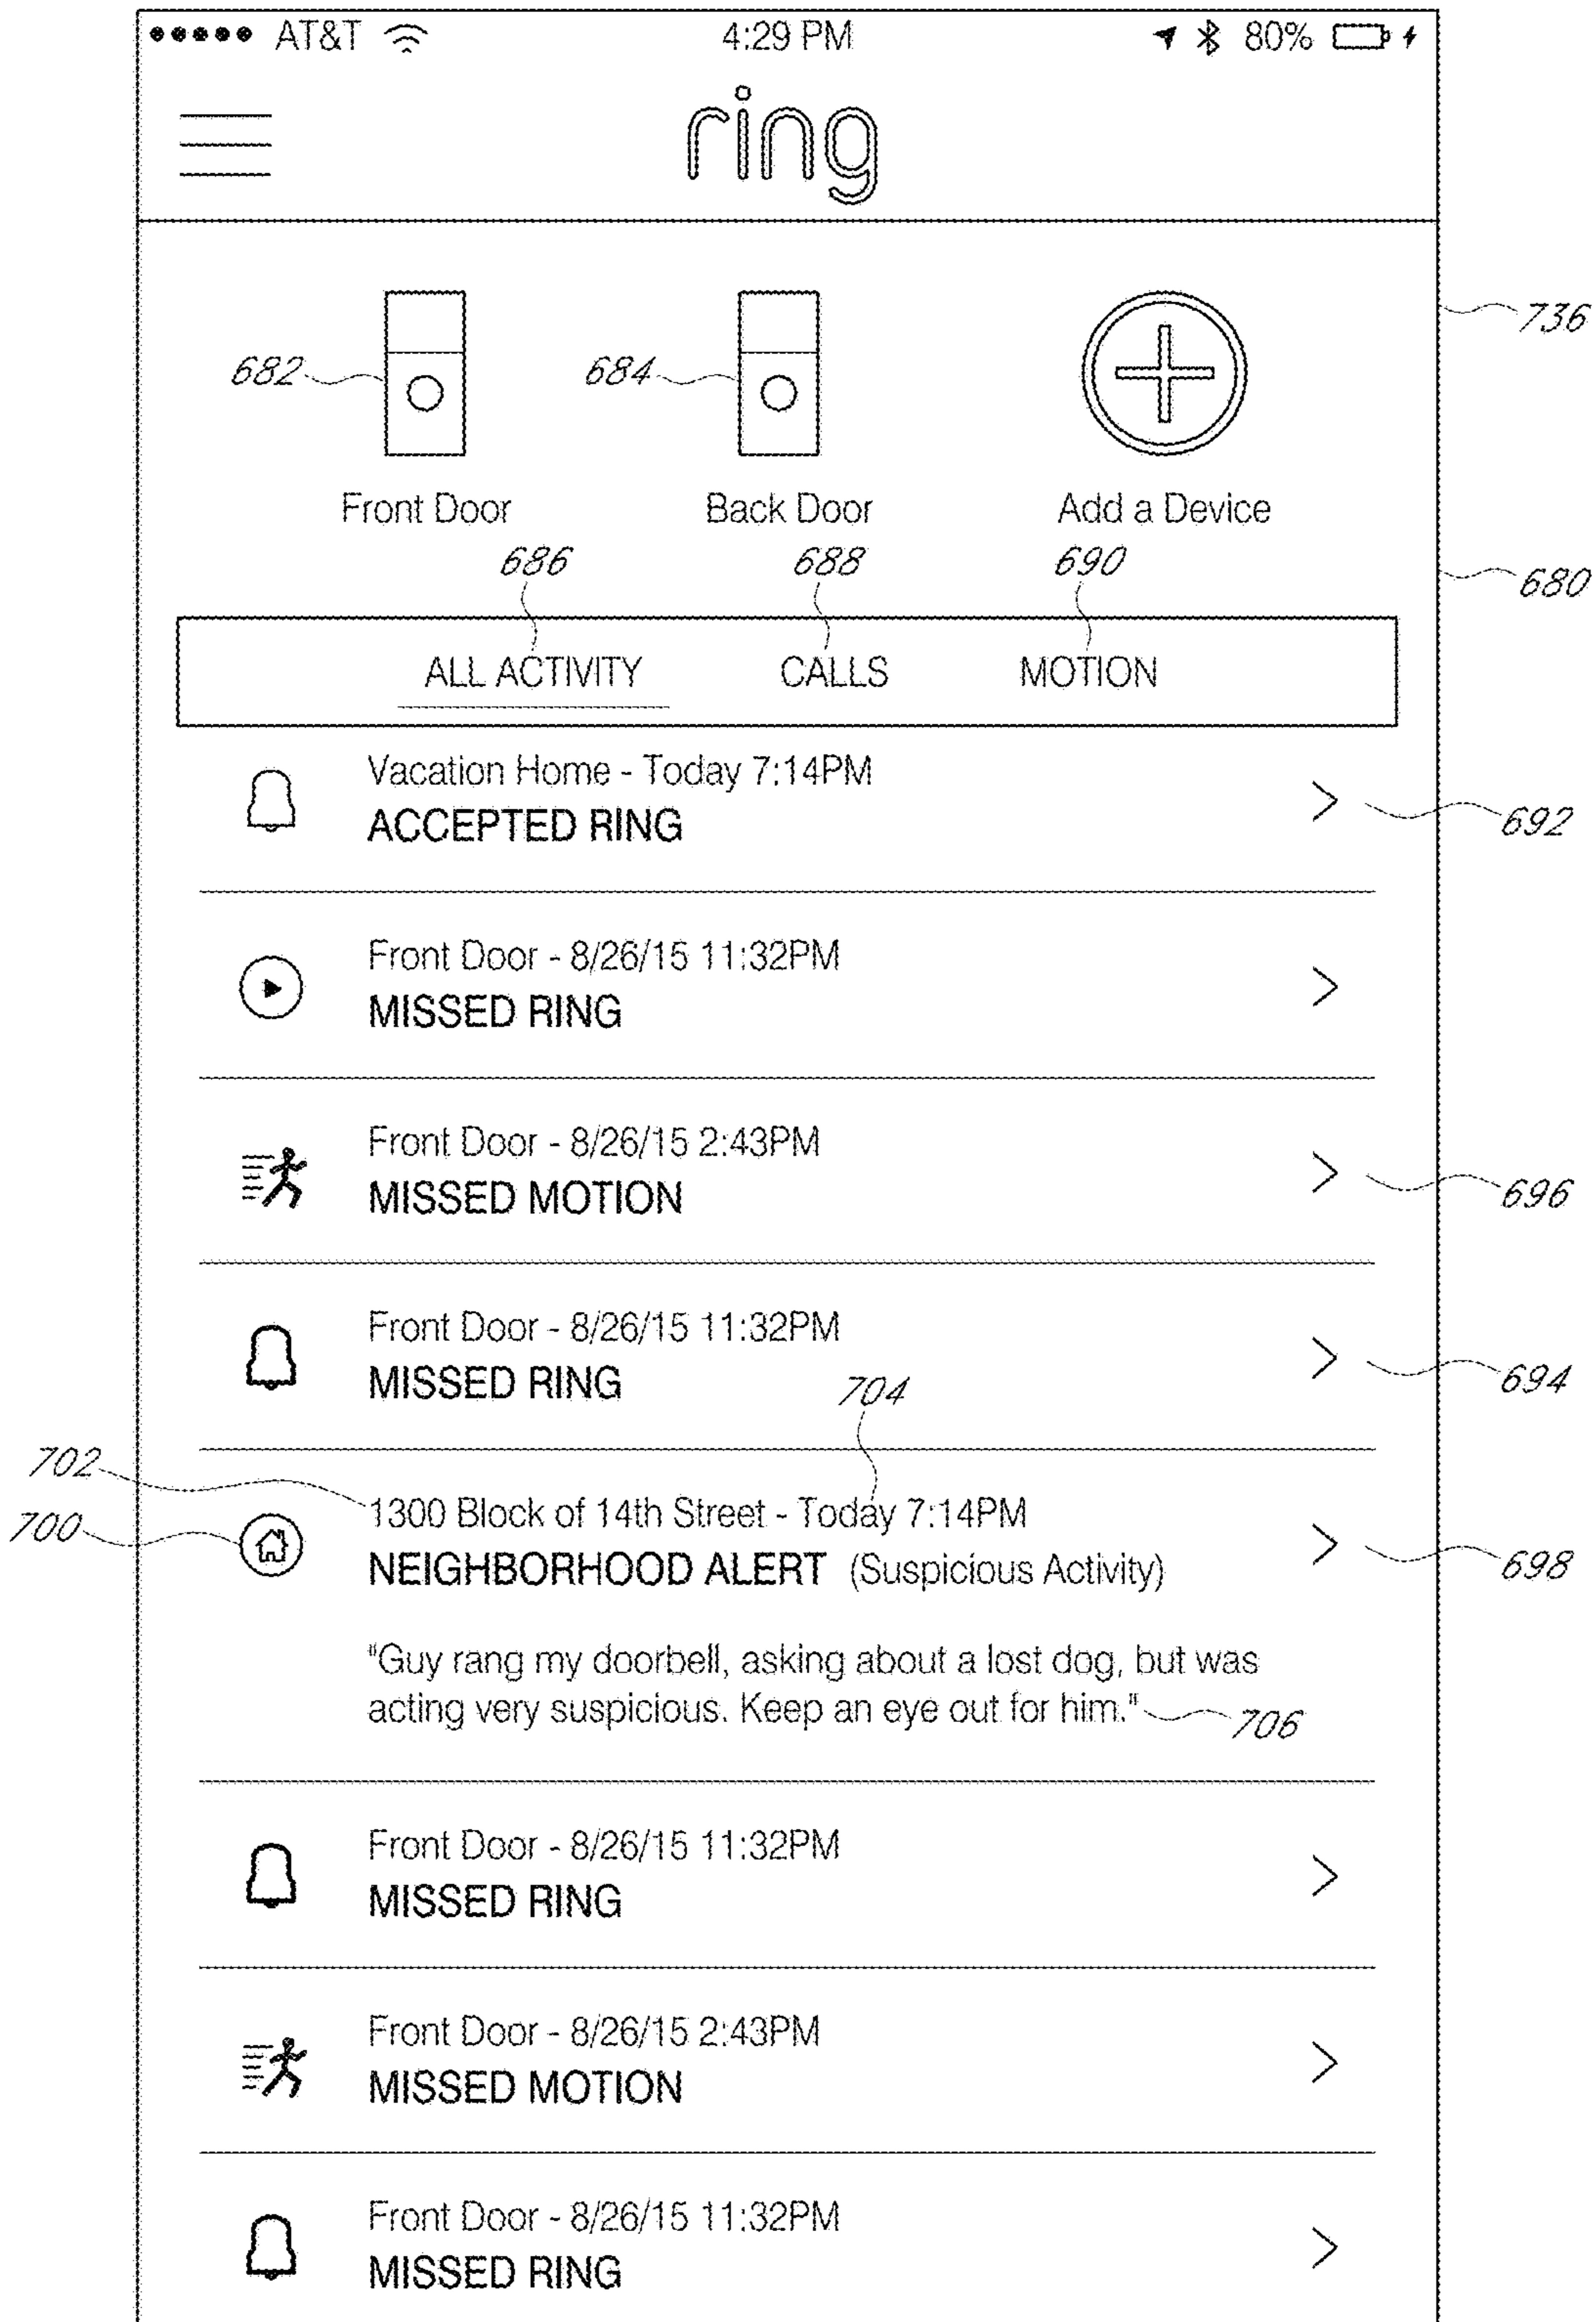 AT&T 4:29 PM 80%
ring
736
682 684
Front Door Back Door Add a Device
686 688 690
680
ALL ACTIVITY CALLS MOTION
Vacation Home - Today 7:14PM
ACCEPTED RING
692
Front Door - 8/26/15 11:32PM
MISSED RING
Front Door - 8/26/15 2:43PM
MISSED MOTION
696
Front Door - 8/26/15 11:32PM
MISSED RING
694
704
702
1300 Block of 14th Street - Today 7:14PM
700
NEIGHBORHOOD ALERT (Suspicious Activity)
698
"Guy rang my doorbell, asking about a lost dog, but was
acting very suspicious. Keep an eye out for him."
706
Front Door - 8/26/15 11:32PM
MISSED RING
Front Door - 8/26/15 2:43PM
MISSED MOTION
Front Door - 8/26/15 11:32PM
MISSED RING